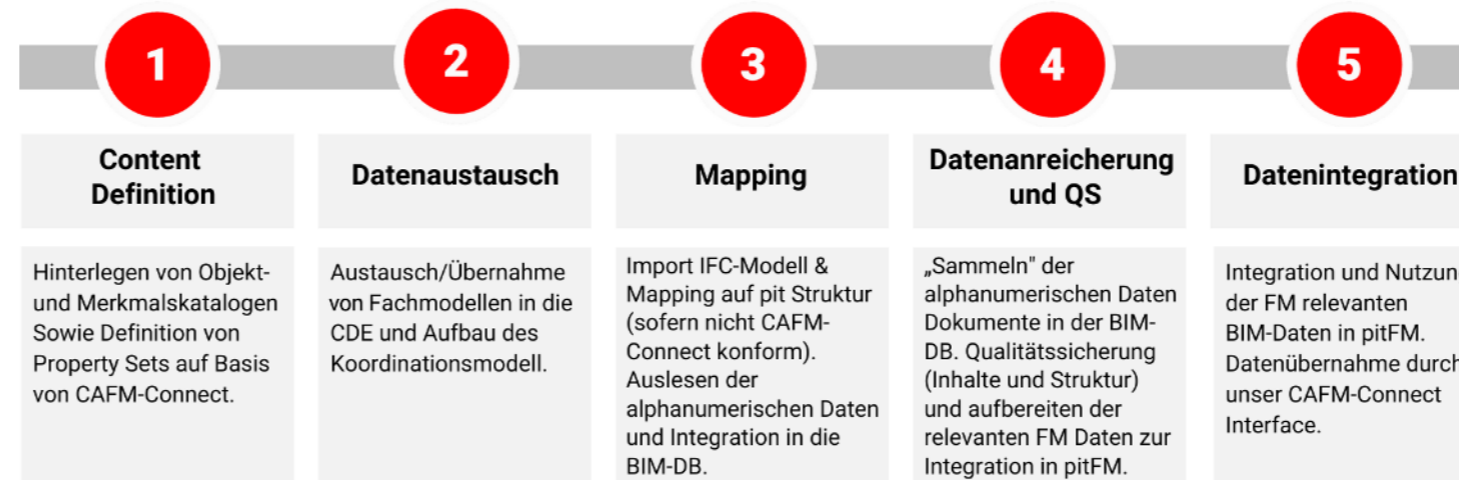 1
2
3
4
5
Content
Definition
Datenaustausch
Mapping
Datenanreicherung
und QS
Datenintegration
Hinterlegen von Objekt-
und Merkmalskatalogen
Sowie Definition von
Property Sets auf Basis
von CAFM-Connect.
Austausch/Übernahme
von Fachmodellen in die
CDE und Aufbau des
Koordinationsmodell.
Import IFC-Modell &
Mapping auf pit Struktur
(sofern nicht CAFM-
Connect konform).
Auslesen der
alphanumerischen Daten
und Integration in die
BIM-DB.
„Sammeln" der
alphanumerischen Daten
Dokumente in der BIM-
DB. Qualitätssicherung
(Inhalte und Struktur)
und aufbereiten der
relevanten FM Daten zur
Integration in pitFM.
Integration und Nutzun
der FM relevanten
BIM-Daten in pitFM.
Datenübernahme durch
unser CAFM-Connect
Interface.